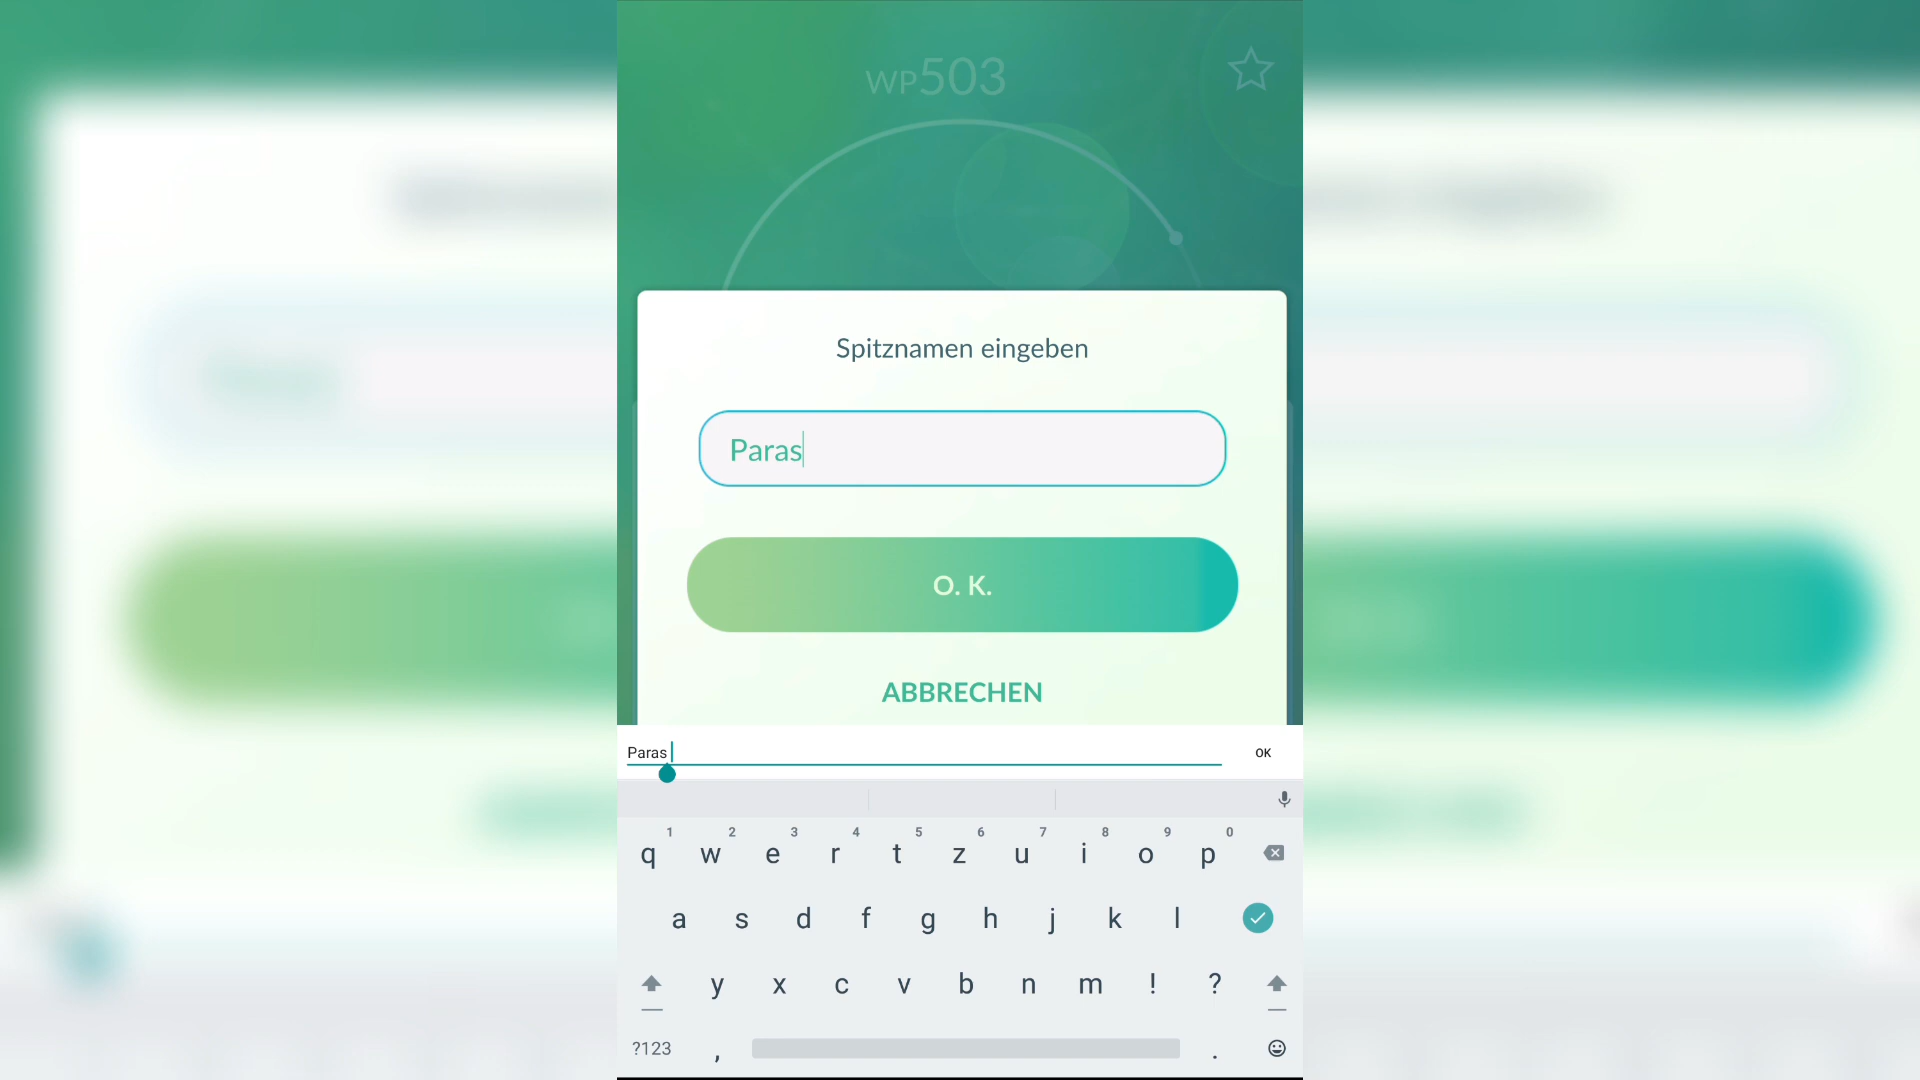 WP503
Spitznamen eingeben
Paras
O. K.
ABBRECHEN
Paras
OK
1 2 3 4 5 6 7 8 9 0
q w e r t z u i o p
a s d f g h j k l
y x c v b n m ! ?
?123 , .